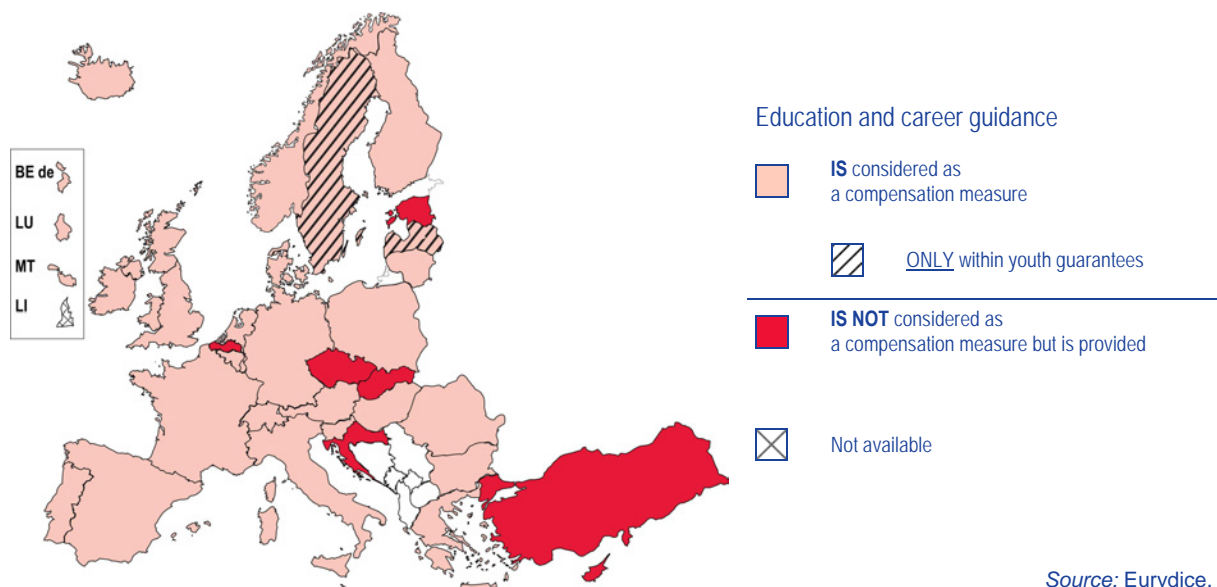 BE de
LU
MT
LI
Education and career guidance
IS considered as
a compensation measure
ONLY within youth guarantees
IS NOT considered as
a compensation measure but is provided
Not available
Source: Eurydice.